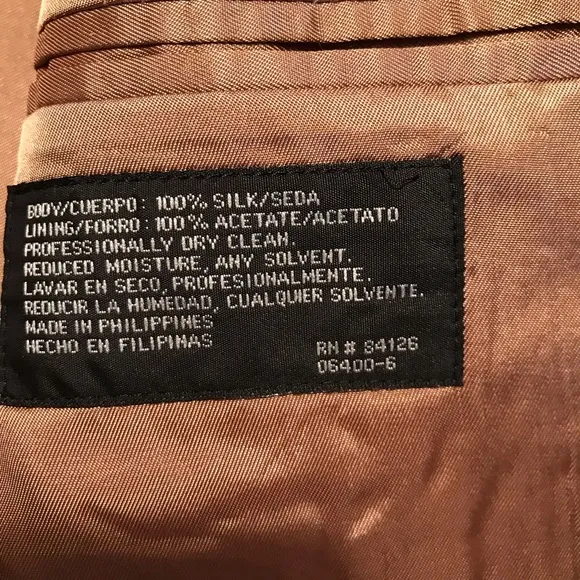 BODY/CUERPO: 100% SILK/SEDA
LINING/FORRO: 100% ACETATE/ACETATO
PROFESSIONALLY DRY CLEAN.
REDUCED MOISTURE, ANY SOLVENT.
LAVAR EN SECO, PROFESIONALMENTE.
REDUCIR LA HUMEDAD, CUALQUIER SOLVENTE.
MADE IN PHILIPPINES
HECHO EN FILIPINAS
RN # 84126
06400-6